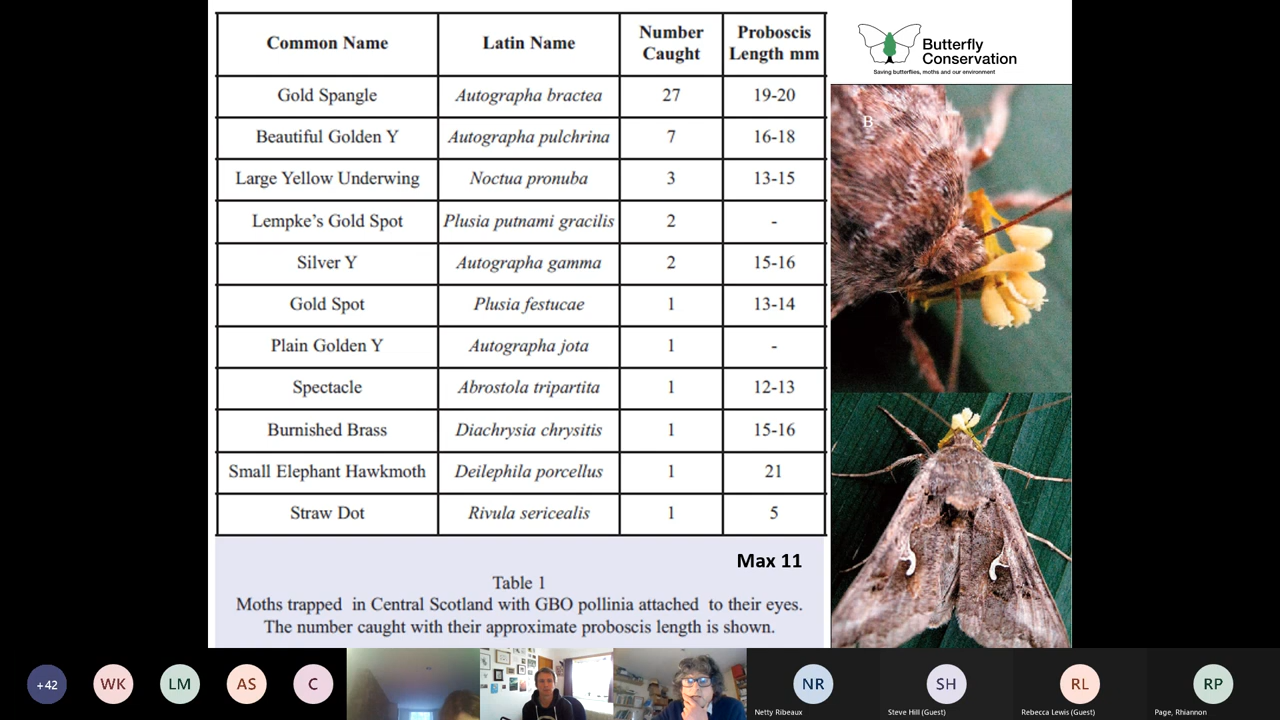 Common Name Latin Name Number Caught Proboscis Length mm
Gold Spangle Autographa bractea 27 19-20
Beautiful Golden Y Autographa pulchrina 7 16-18
Large Yellow Underwing Noctua pronuba 3 13-15
Lempke's Gold Spot Plusia putnami gracilis 2 -
Silver Y Autographa gamma 2 15-16
Gold Spot Plusia festucae 1 13-14
Plain Golden Y Autographa jota 1 -
Spectacle Abrostola tripartita 1 12-13
Burnished Brass Diachrysia chrysitis 1 15-16
Small Elephant Hawkmoth Deilephila porcellus 1 21
Straw Dot Rivula sericealis 1 5
Max 11
Table 1
Moths trapped in Central Scotland with GBO pollinia attached to their eyes.
The number caught with their approximate proboscis length is shown.
Butterfly
Conservation
Saving butterflies, moths and our environment
B
+42 WK LM AS C NR SH RL RP
Netty Ribeaux Steve Hill (Guest) Rebecca Lewis (Guest) Page, Rhiannon